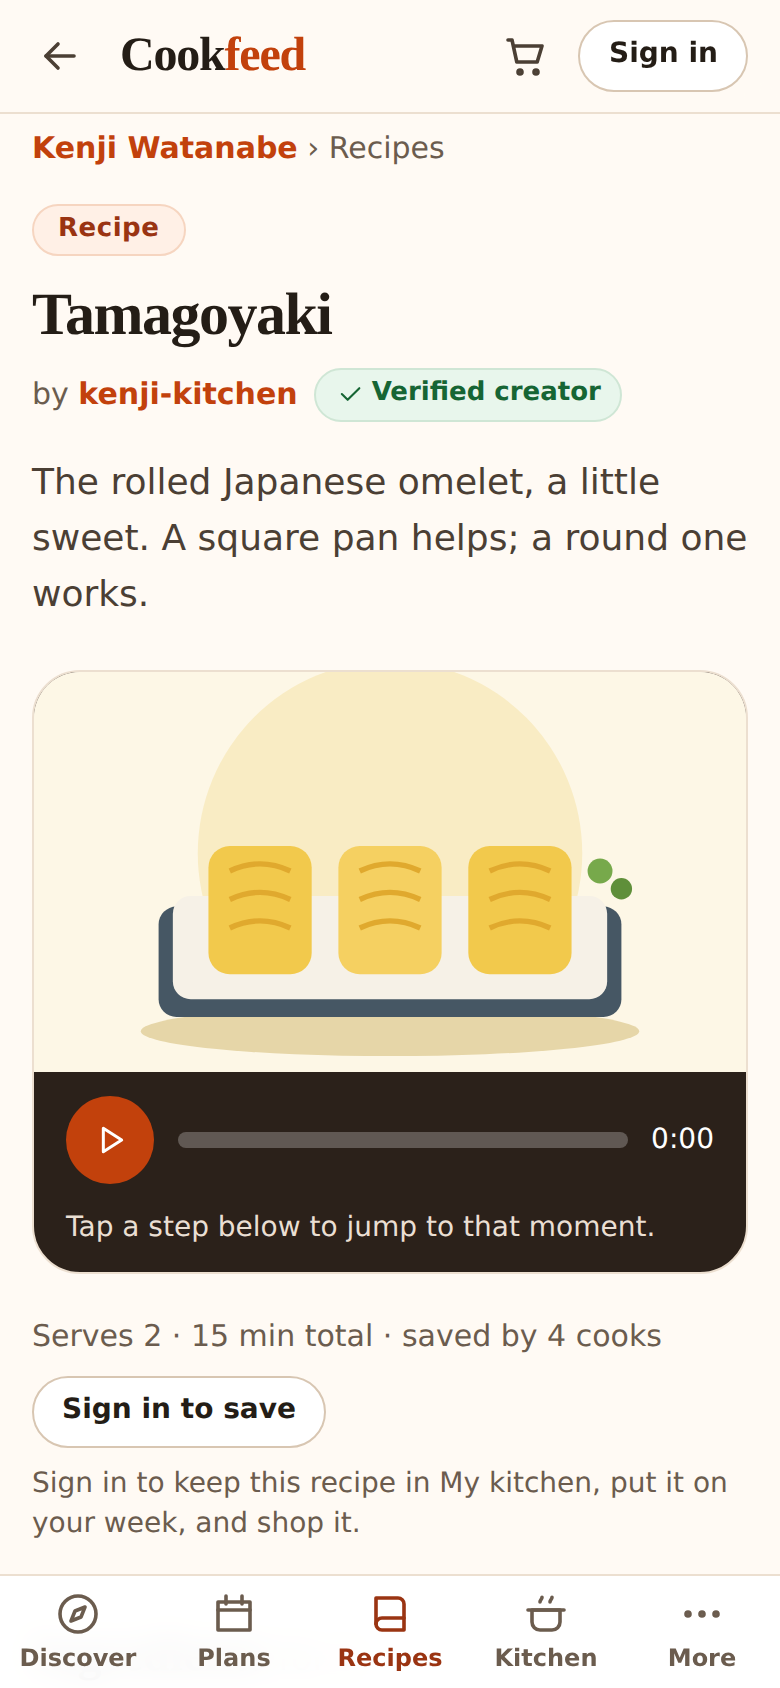 Cookfeed
Sign in
Kenji Watanabe › Recipes
Recipe
Tamagoyaki
by kenji-kitchen
Verified creator
The rolled Japanese omelet, a little
sweet. A square pan helps; a round one
works.
0:00
Tap a step below to jump to that moment.
Serves 2 · 15 min total · saved by 4 cooks
Sign in to save
Sign in to keep this recipe in My kitchen, put it on
your week, and shop it.
Discover
Plans
Recipes
Kitchen
More